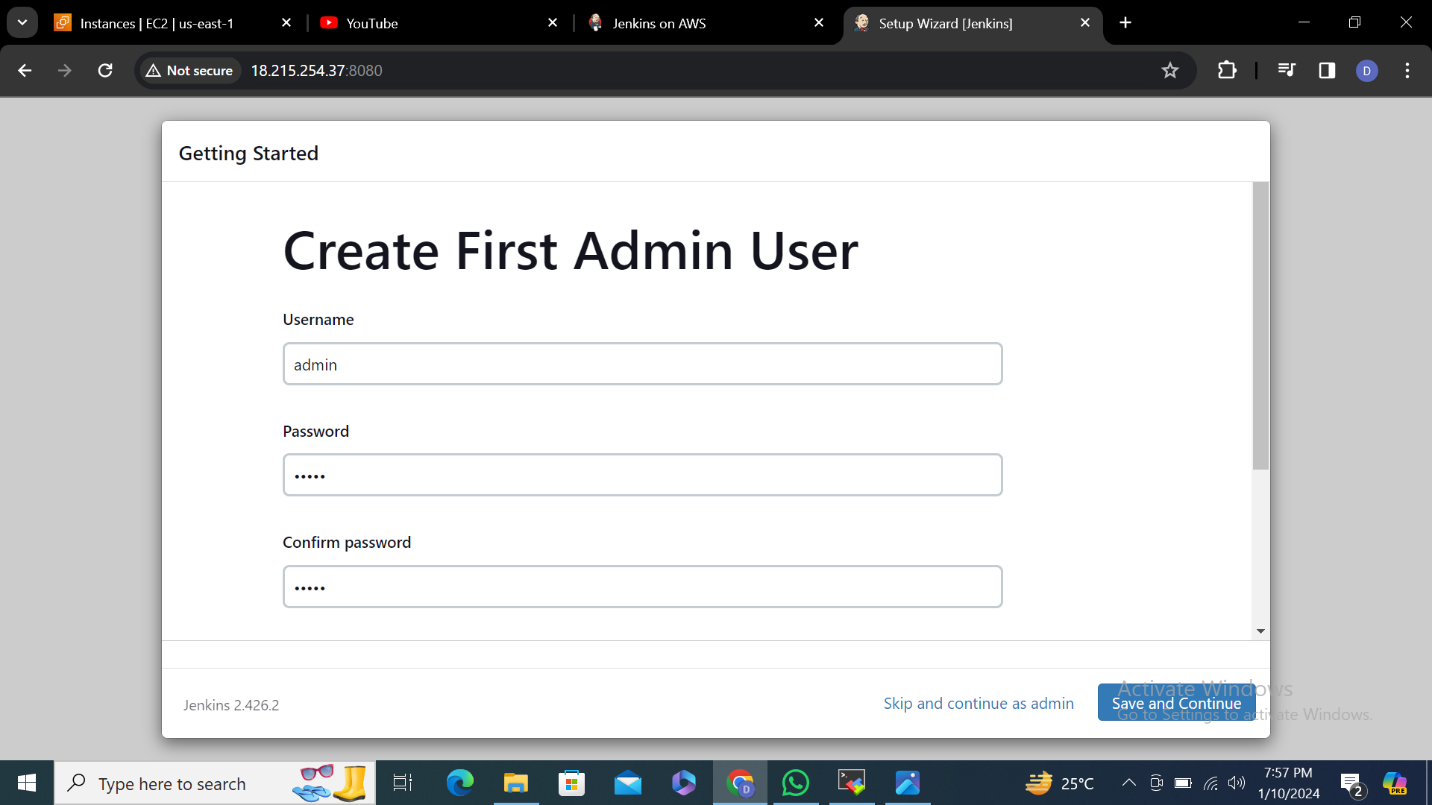 Instances | EC2 | us-east-1
YouTube
Jenkins on AWS
Setup Wizard [Jenkins]
Not secure
18.215.254.37:8080
D
Getting Started
Create First Admin User
Username
admin
Password
•••••
Confirm password
•••••
Jenkins 2.426.2
Skip and continue as admin
Save and Continue
Activate Windows
Go to Settings to activate Windows.
Type here to search
D
25°C
7:57 PM
1/10/2024
2
PRE